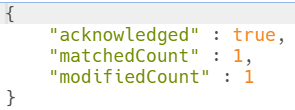 {
    "acknowledged" : true,
    "matchedCount" : 1,
    "modifiedCount" : 1
}